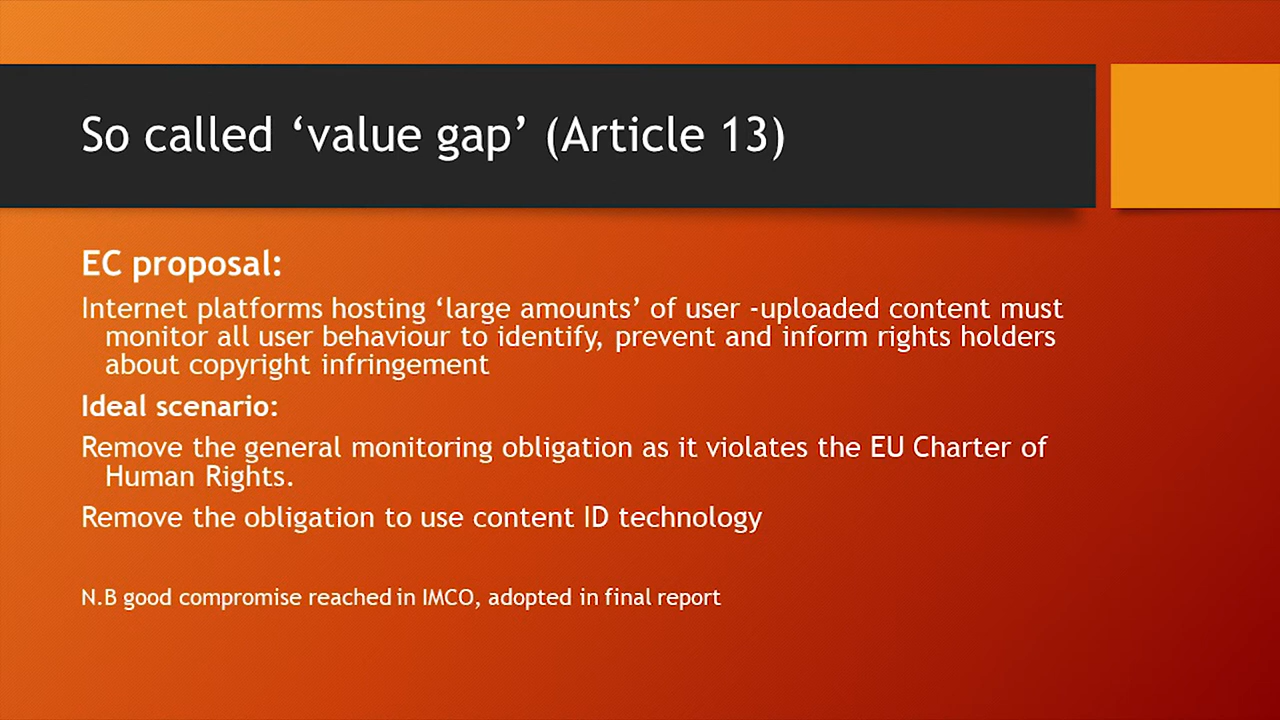 So called ‘value gap’ (Article 13)
EC proposal:
Internet platforms hosting ‘large amounts’ of user -uploaded content must
monitor all user behaviour to identify, prevent and inform rights holders
about copyright infringement
Ideal scenario:
Remove the general monitoring obligation as it violates the EU Charter of
Human Rights.
Remove the obligation to use content ID technology
N.B good compromise reached in IMCO, adopted in final report